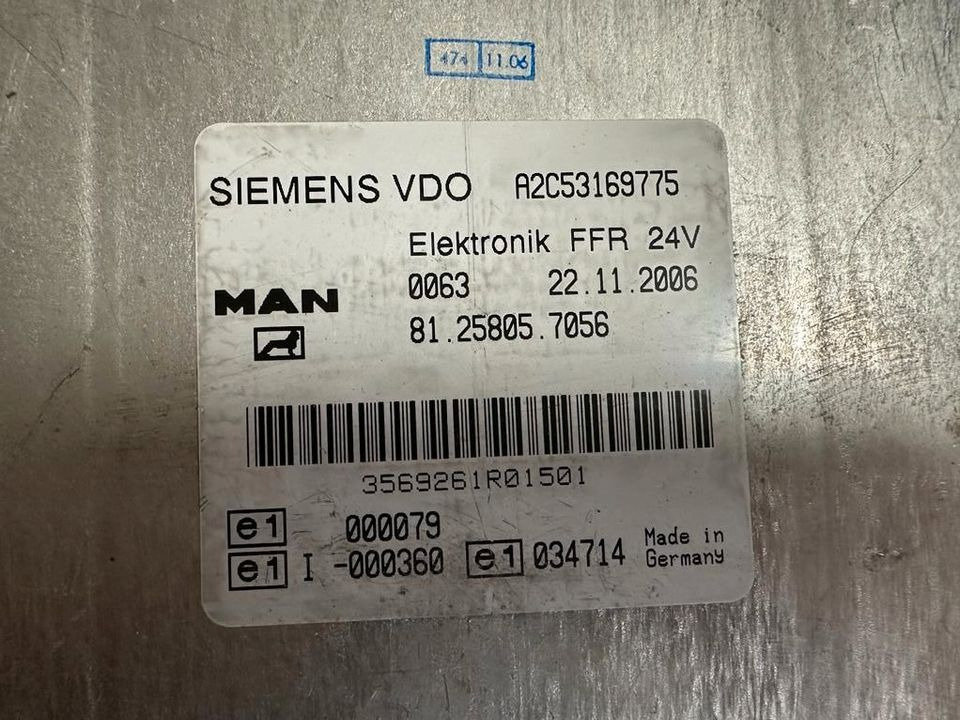 474 11.06
SIEMENS VDO A2C53169775
Elektronik FFR 24V
0063 22.11.2006
MAN
81.25805.7056
3569261R01501
e1 000079
e1 I -000360 e1 034714
Made in
Germany